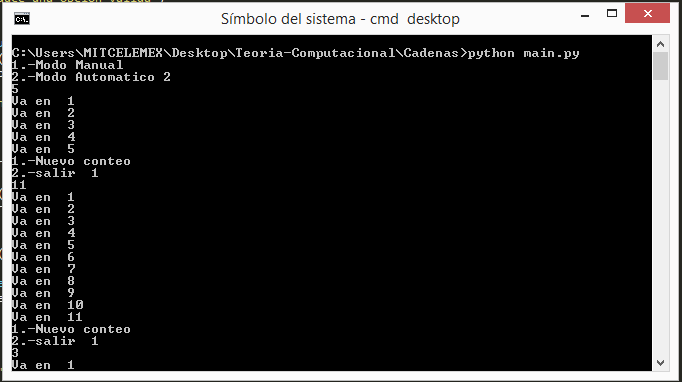 Símbolo del sistema - cmd desktop
C:\Users\MITCELEMEX\Desktop\Teoria-Computacional\Cadenas>python main.py
1.-Modo Manual
2.-Modo Automatico 2
5
Va en  1
Va en  2
Va en  3
Va en  4
Va en  5
1.-Nuevo conteo
2.-salir  1
11
Va en  1
Va en  2
Va en  3
Va en  4
Va en  5
Va en  6
Va en  7
Va en  8
Va en  9
Va en  10
Va en  11
1.-Nuevo conteo
2.-salir  1
3
Va en  1